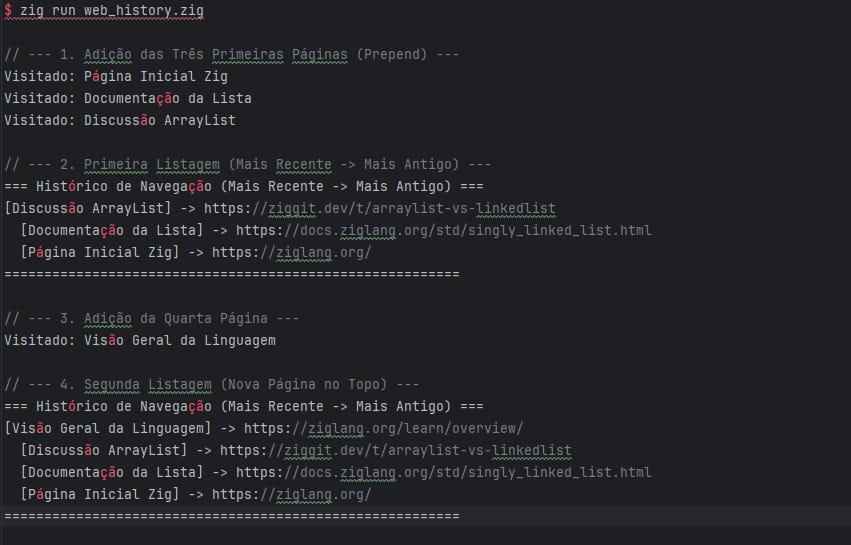 $ zig run web_history.zig
// --- 1. Adição das Três Primeiras Páginas (Prepend) ---
Visitado: Página Inicial Zig
Visitado: Documentação da Lista
Visitado: Discussão ArrayList
// --- 2. Primeira Listagem (Mais Recente -> Mais Antigo) ---
=== Histórico de Navegação (Mais Recente -> Mais Antigo) ===
[Discussão ArrayList] -> https://ziggit.dev/t/arraylist-vs-linkedlist
  [Documentação da Lista] -> https://docs.ziglang.org/std/singly_linked_list.html
  [Página Inicial Zig] -> https://ziglang.org/
=========================================================
// --- 3. Adição da Quarta Página ---
Visitado: Visão Geral da Linguagem
// --- 4. Segunda Listagem (Nova Página no Topo) ---
=== Histórico de Navegação (Mais Recente -> Mais Antigo) ===
[Visão Geral da Linguagem] -> https://ziglang.org/learn/overview/
  [Discussão ArrayList] -> https://ziggit.dev/t/arraylist-vs-linkedlist
  [Documentação da Lista] -> https://docs.ziglang.org/std/singly_linked_list.html
  [Página Inicial Zig] -> https://ziglang.org/
=========================================================